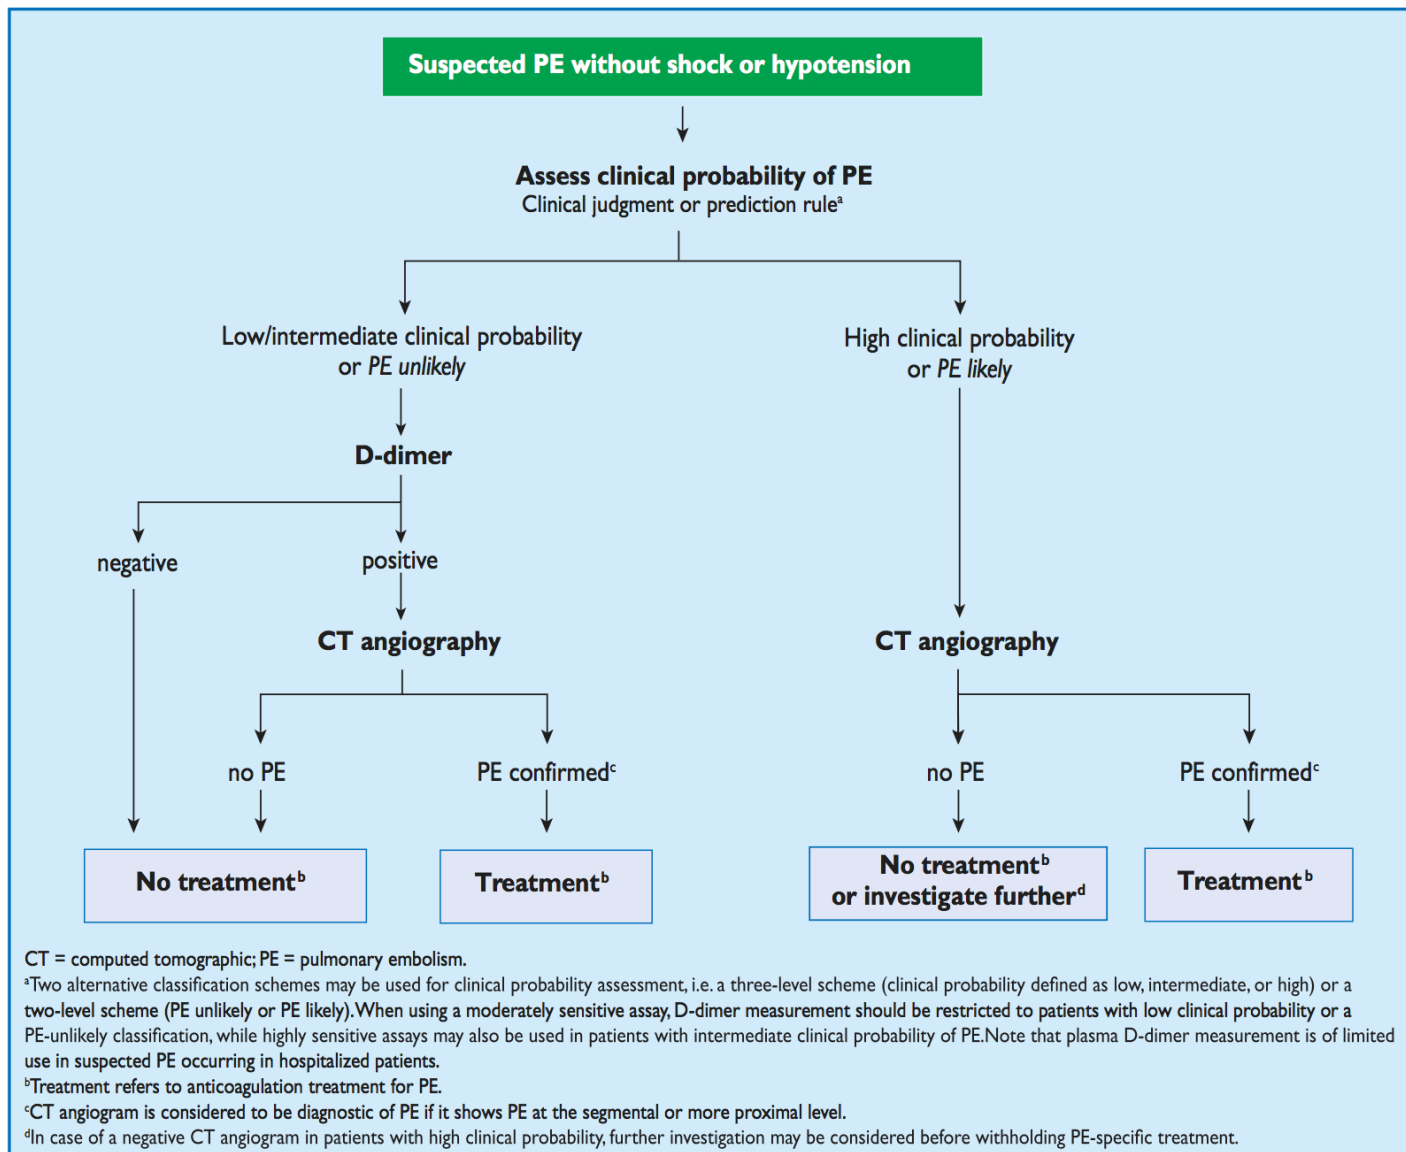 Suspected PE without shock or hypotension
Assess clinical probability of PE
Clinical judgment or prediction ruleᵃ
Low/intermediate clinical probability
or PE unlikely
High clinical probability
or PE likely
D-dimer
negative
positive
CT angiography
CT angiography
no PE
PE confirmedᶜ
no PE
PE confirmedᶜ
No treatmentᵇ
Treatmentᵇ
No treatmentᵇ
or investigate furtherᵈ
Treatmentᵇ
CT = computed tomographic; PE = pulmonary embolism.
ᵃTwo alternative classification schemes may be used for clinical probability assessment, i.e. a three-level scheme (clinical probability defined as low, intermediate, or high) or a
two-level scheme (PE unlikely or PE likely). When using a moderately sensitive assay, D-dimer measurement should be restricted to patients with low clinical probability or a
PE-unlikely classification, while highly sensitive assays may also be used in patients with intermediate clinical probability of PE. Note that plasma D-dimer measurement is of limited
use in suspected PE occurring in hospitalized patients.
ᵇTreatment refers to anticoagulation treatment for PE.
ᶜCT angiogram is considered to be diagnostic of PE if it shows PE at the segmental or more proximal level.
ᵈIn case of a negative CT angiogram in patients with high clinical probability, further investigation may be considered before withholding PE-specific treatment.